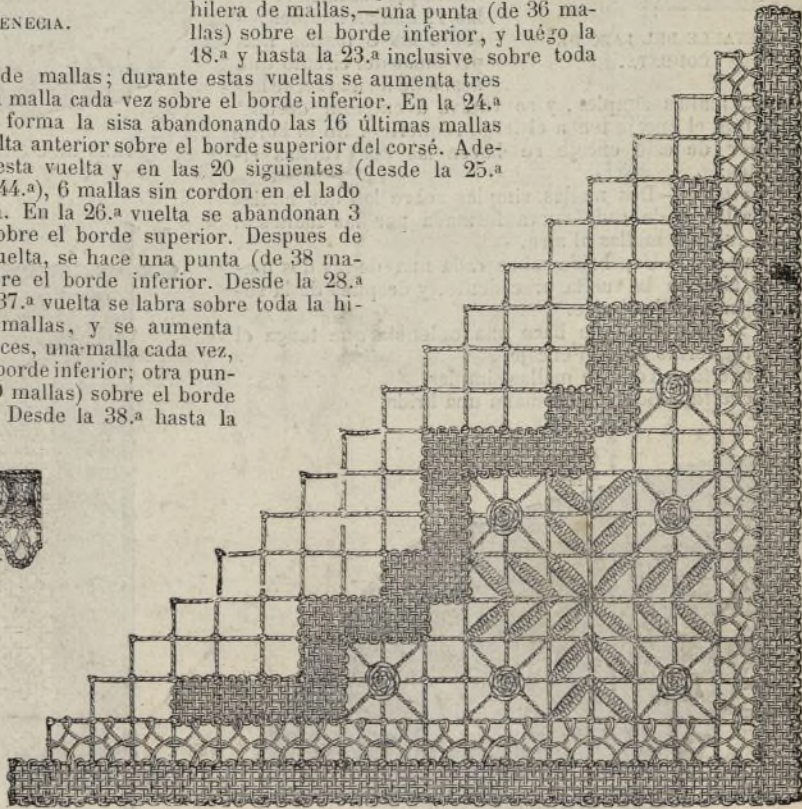 ENECIA.
hilera de mallas,—una punta (de 36 ma-
llas) sobre el borde inferior, y luégo la
18.ª y hasta la 23.ª inclusive sobre toda
de mallas; durante estas vueltas se aumenta tres
malla cada vez sobre el borde inferior. En la 24.ª
forma la sisa abandonando las 16 últimas mallas
lta anterior sobre el borde superior del corsé. Ade-
esta vuelta y en las 20 siguientes (desde la 25.ª
44.ª), 6 mallas sin cordon en el lado
. En la 26.ª vuelta se abandonan 3
obre el borde superior. Despues de
uelta, se hace una punta (de 38 ma-
re el borde inferior. Desde la 28.ª
37.ª vuelta se labra sobre toda la hi-
mallas, y se aumenta
ces, una malla cada vez,
borde inferior; otra pun-
mallas) sobre el borde
Desde la 38.ª hasta la